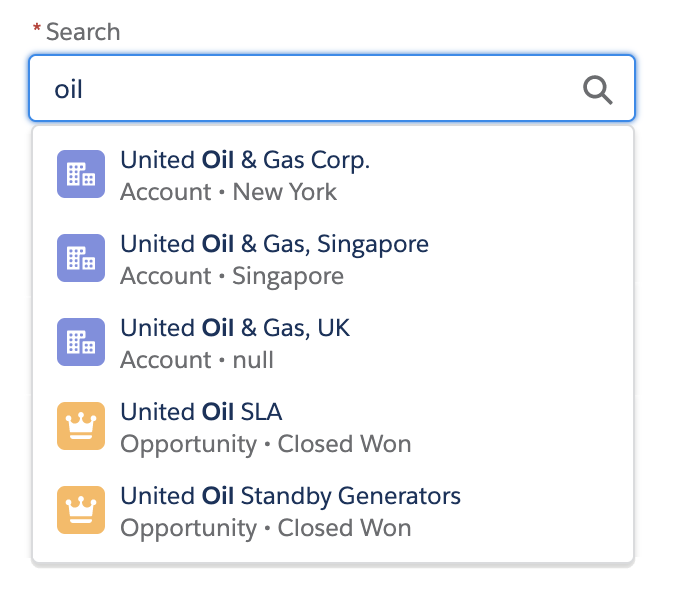 * Search
oil
United Oil & Gas Corp.
Account • New York
United Oil & Gas, Singapore
Account • Singapore
United Oil & Gas, UK
Account • null
United Oil SLA
Opportunity • Closed Won
United Oil Standby Generators
Opportunity • Closed Won